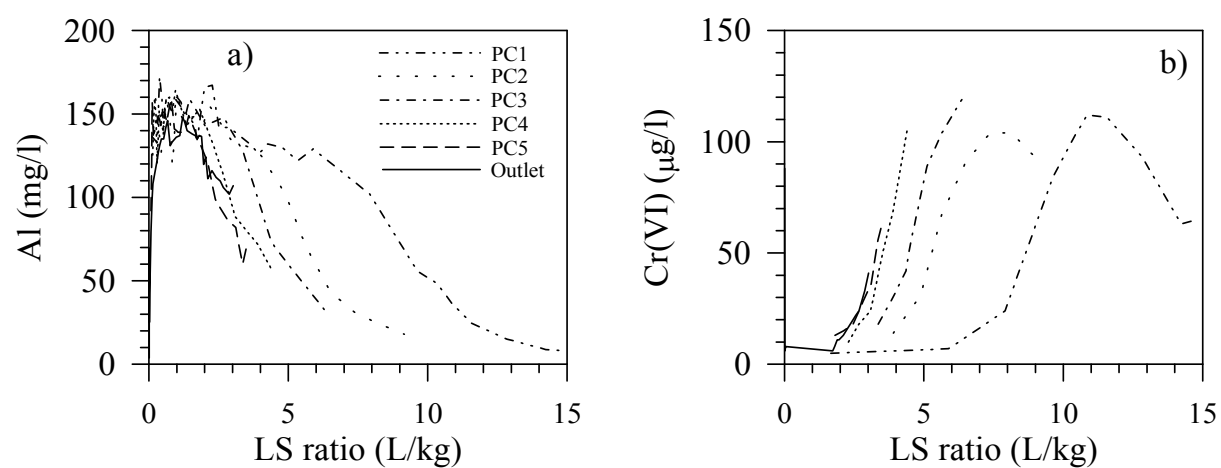 a)
200
150
100
50
0
Al (mg/l)
PC1
PC2
PC3
PC4
PC5
Outlet
0 5 10 15
LS ratio (L/kg)
b)
150
100
50
0
Cr(VI) (μg/l)
0 5 10 15
LS ratio (L/kg)